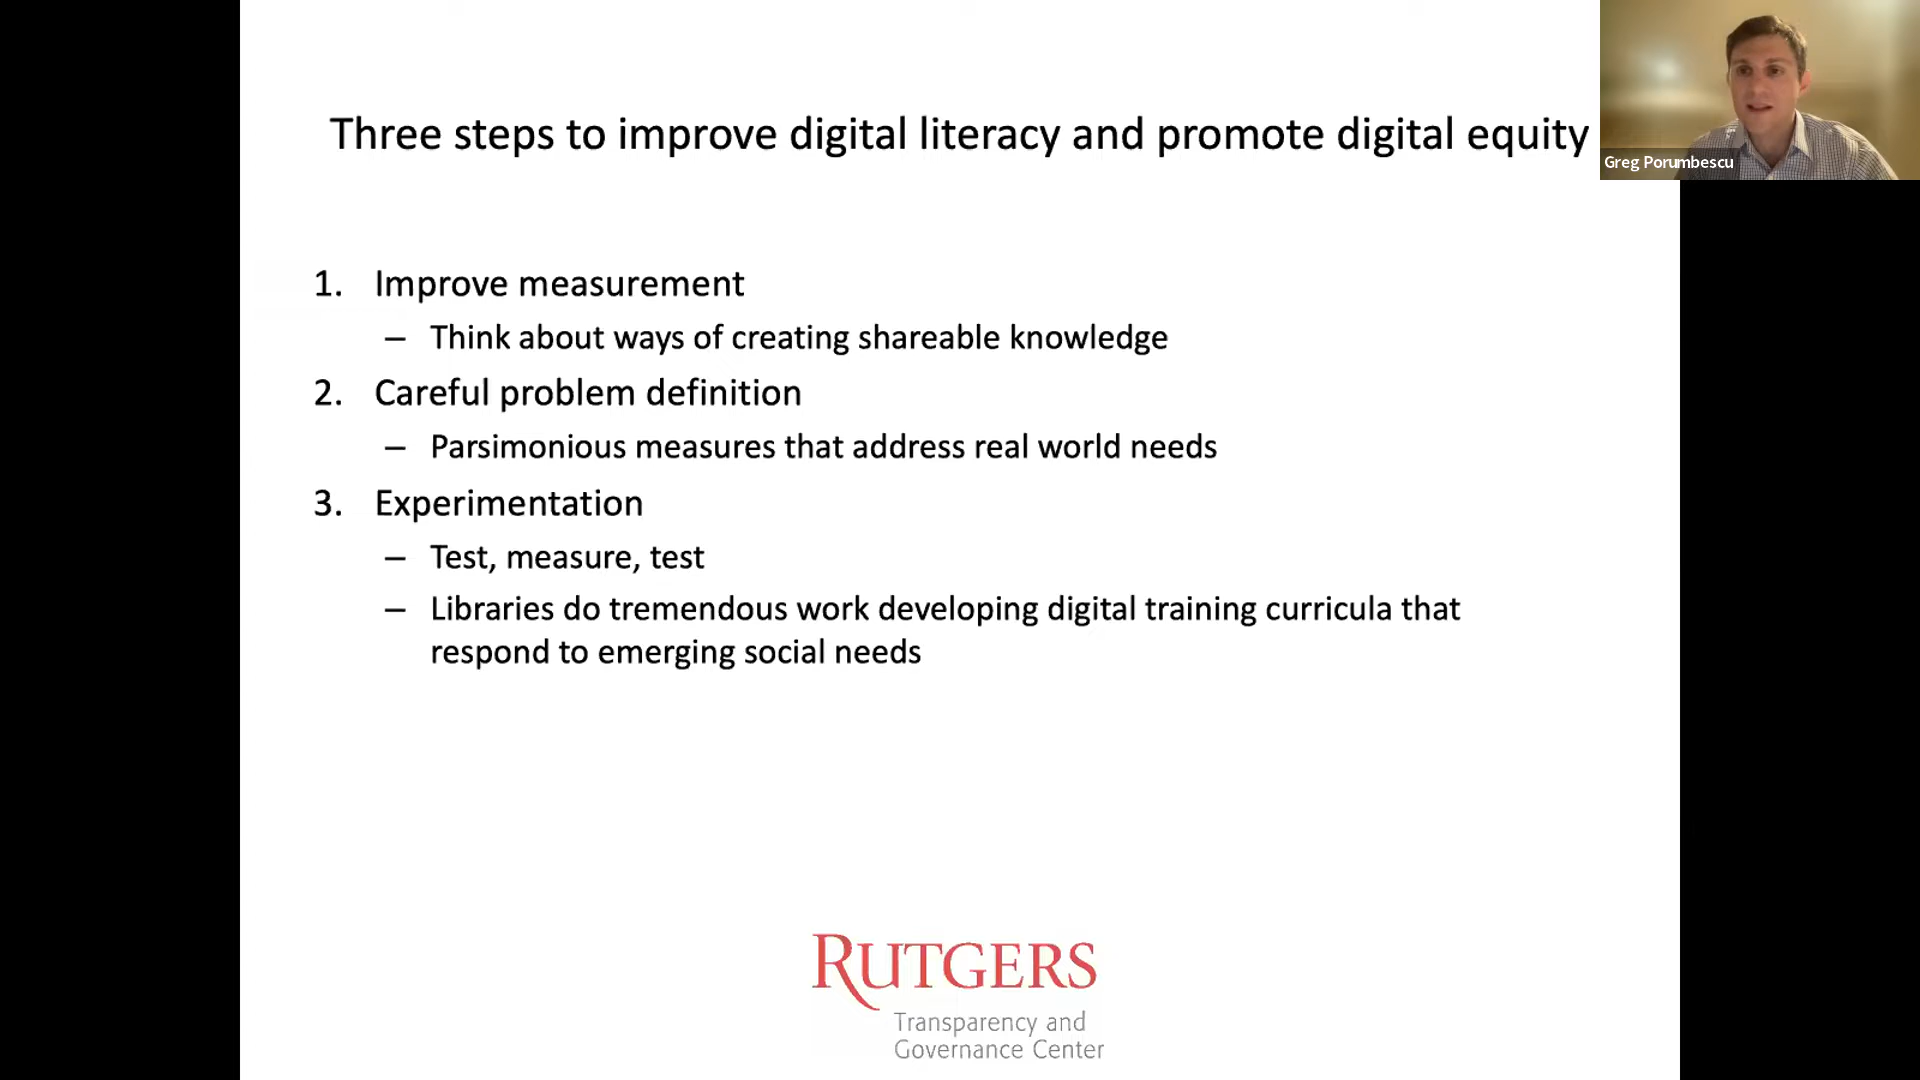 Three steps to improve digital literacy and promote digital equity
Greg Porumbescu
1. Improve measurement
– Think about ways of creating shareable knowledge
2. Careful problem definition
– Parsimonious measures that address real world needs
3. Experimentation
– Test, measure, test
– Libraries do tremendous work developing digital training curricula that
respond to emerging social needs
RUTGERS
Transparency and
Governance Center